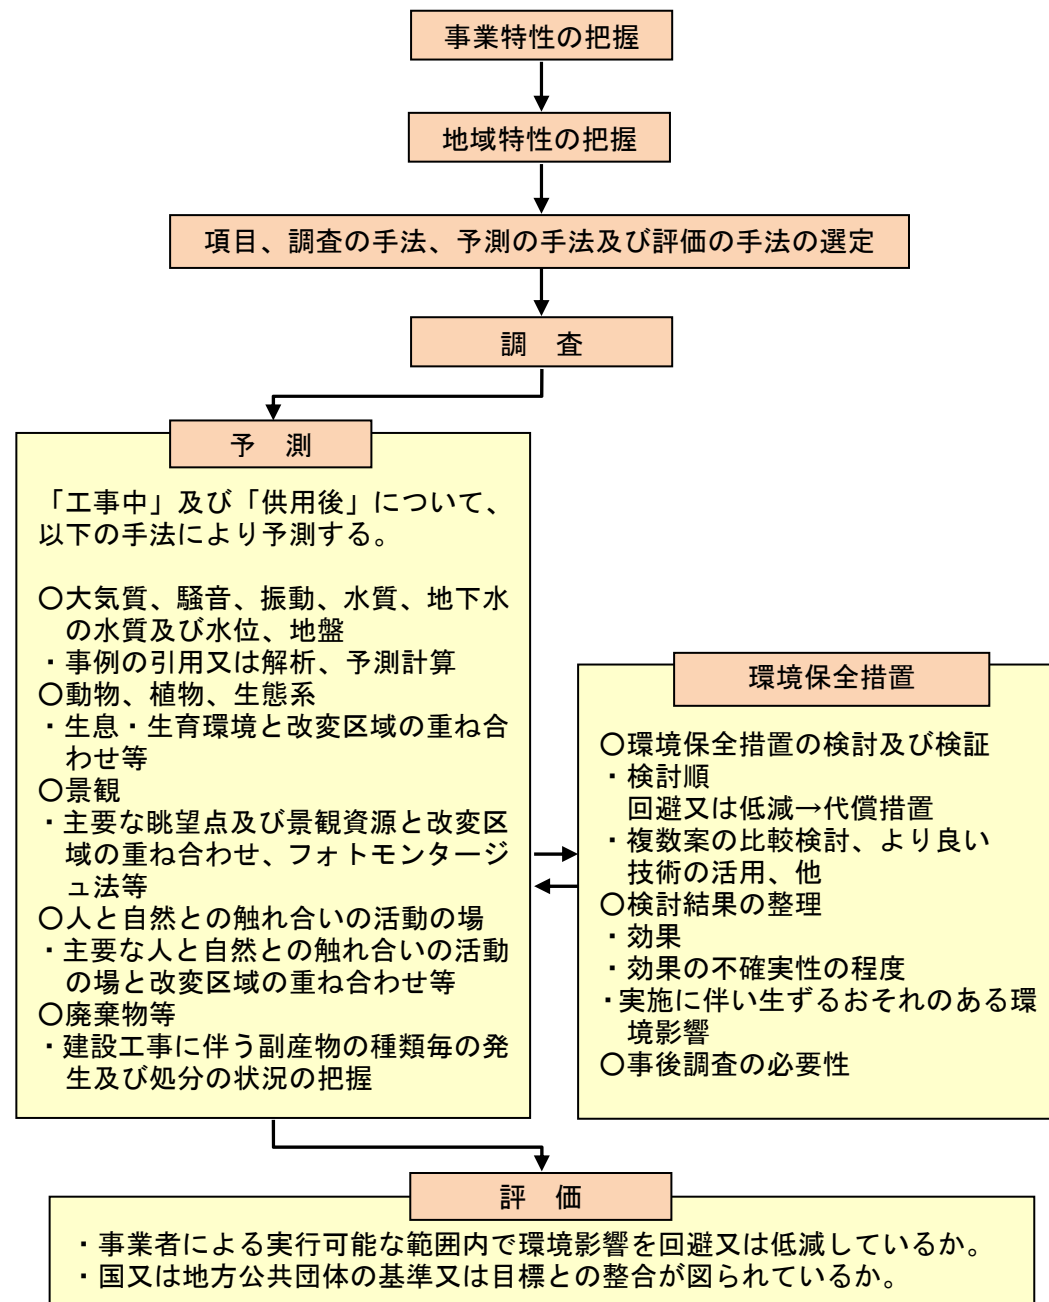 事業特性の把握
地域特性の把握
項目、調査の手法、予測の手法及び評価の手法の選定
調　査
予　測
「工事中」及び「供用後」について、
以下の手法により予測する。
〇大気質、騒音、振動、水質、地下水
の水質及び水位、地盤
・事例の引用又は解析、予測計算
〇動物、植物、生態系
・生息・生育環境と改変区域の重ね合
わせ等
〇景観
・主要な眺望点及び景観資源と改変区
域の重ね合わせ、フォトモンタージ
ュ法等
〇人と自然との触れ合いの活動の場
・主要な人と自然との触れ合いの活動
の場と改変区域の重ね合わせ等
〇廃棄物等
・建設工事に伴う副産物の種類毎の発
生及び処分の状況の把握
環境保全措置
〇環境保全措置の検討及び検証
・検討順
回避又は低減→代償措置
・複数案の比較検討、より良い
技術の活用、他
〇検討結果の整理
・効果
・効果の不確実性の程度
・実施に伴い生ずるおそれのある環
境影響
〇事後調査の必要性
評　価
・事業者による実行可能な範囲内で環境影響を回避又は低減しているか。
・国又は地方公共団体の基準又は目標との整合が図られているか。